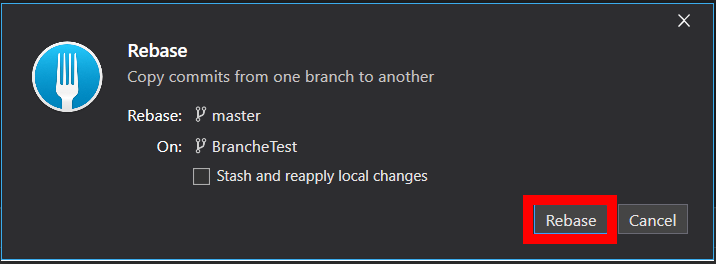 Rebase
Copy commits from one branch to another
Rebase: master
On: BrancheTest
Stash and reapply local changes
Rebase Cancel